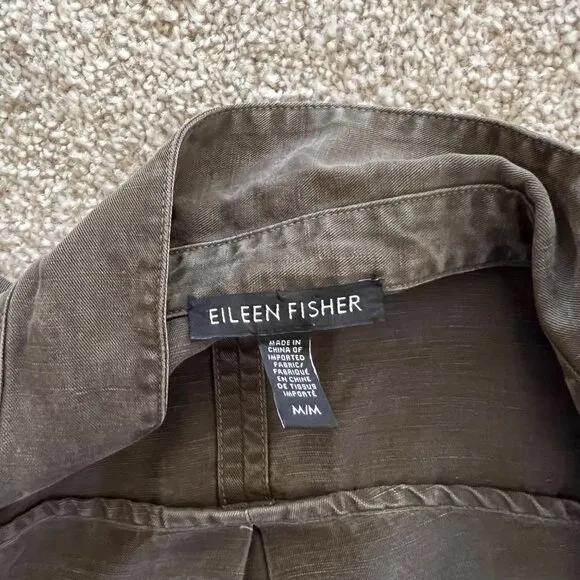 EILEEN FISHER
MADE IN
CHINA OF
IMPORTED
FABRIC/
FABRIQUÉ
EN CHINE
DE TISSUS
IMPORTÉ
M/M